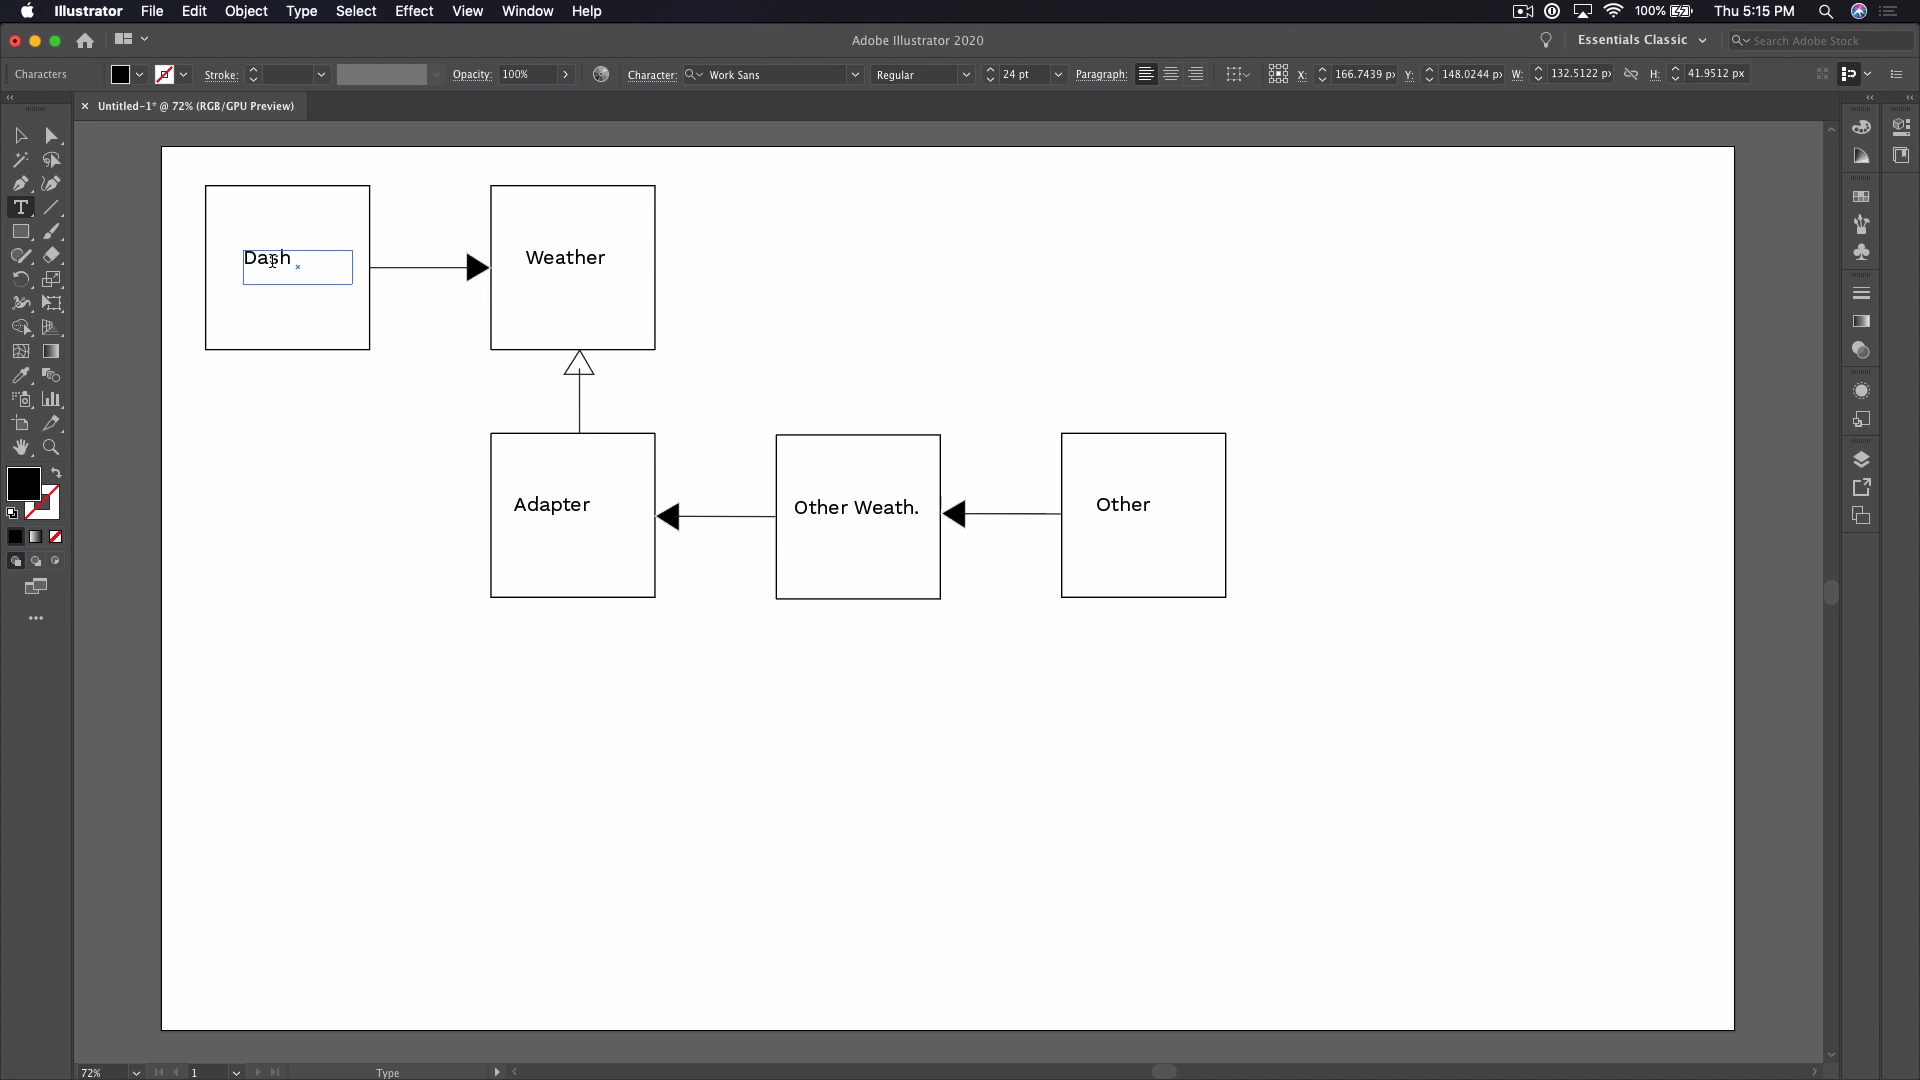 Illustrator File Edit Object Type Select Effect View Window Help
100% Thu 5:15 PM
Adobe Illustrator 2020
Essentials Classic
Search Adobe Stock
Characters Stroke: Opacity: 100% Character: Work Sans Regular 24 pt Paragraph: X: 166.7439 px Y: 148.0244 px W: 132.5122 px H: 41.9512 px
× Untitled-1* @ 72% (RGB/GPU Preview)
Dash
Weather
Adapter
Other Weath.
Other
72% 1 Type